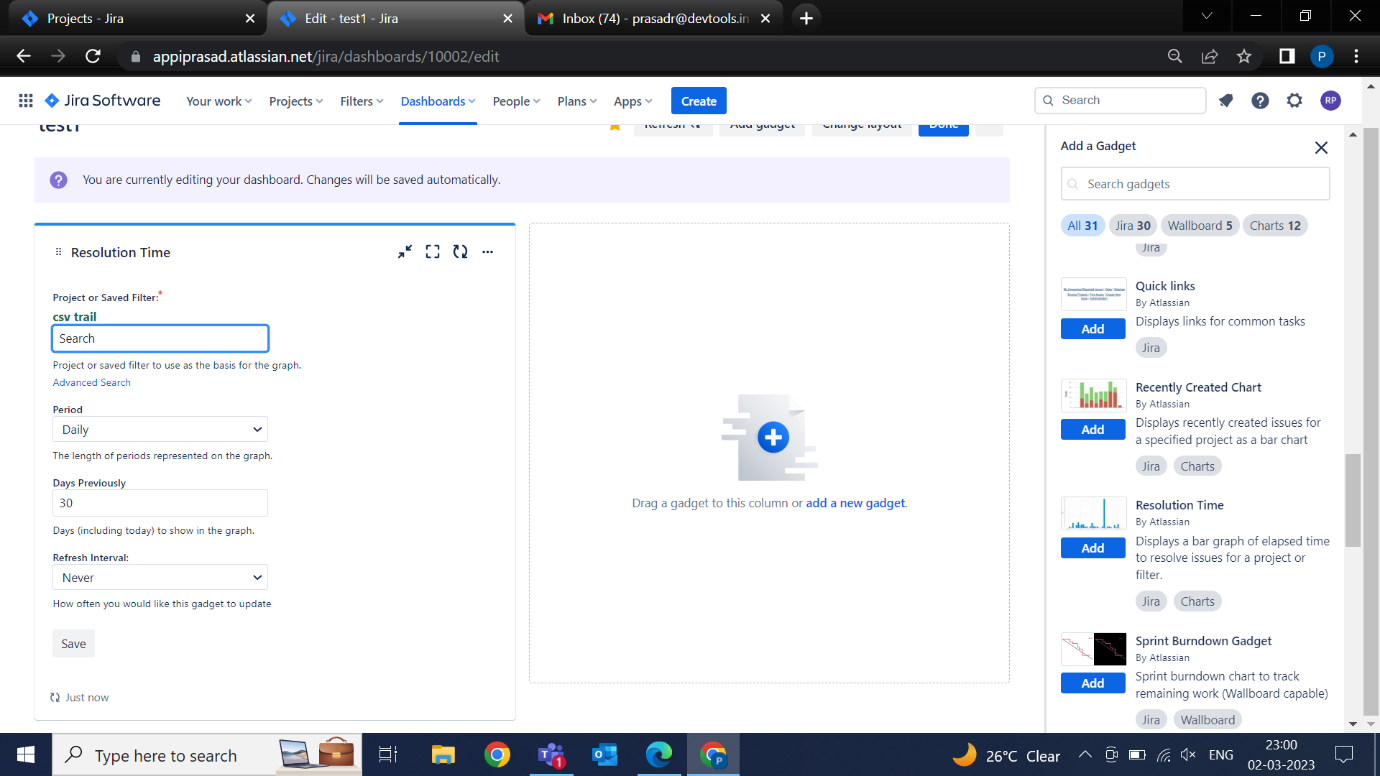 Projects - Jira
Edit - test1 - Jira
Inbox (74) - prasadr@devtools.in
appiprasad.atlassian.net/jira/dashboards/10002/edit
P
Jira Software
Your work
Projects
Filters
Dashboards
People
Plans
Apps
Create
Search
RP
test1
Refresh
Add gadget
Change layout
Done
You are currently editing your dashboard. Changes will be saved automatically.
Resolution Time
Project or Saved Filter:*
csv trail
Search
Project or saved filter to use as the basis for the graph.
Advanced Search
Period
Daily
The length of periods represented on the graph.
Days Previously
30
Days (including today) to show in the graph.
Refresh Interval:
Never
How often you would like this gadget to update
Save
Just now
Drag a gadget to this column or add a new gadget.
Add a Gadget
Search gadgets
All 31
Jira 30
Wallboard 5
Charts 12
Jira
Quick links
By Atlassian
Add
Displays links for common tasks
Jira
Recently Created Chart
By Atlassian
Add
Displays recently created issues for
a specified project as a bar chart
Jira
Charts
Resolution Time
By Atlassian
Add
Displays a bar graph of elapsed time
to resolve issues for a project or
filter.
Jira
Charts
Sprint Burndown Gadget
By Atlassian
Add
Sprint burndown chart to track
remaining work (Wallboard capable)
Jira
Wallboard
Type here to search
1
P
26°C Clear
ENG
23:00
02-03-2023